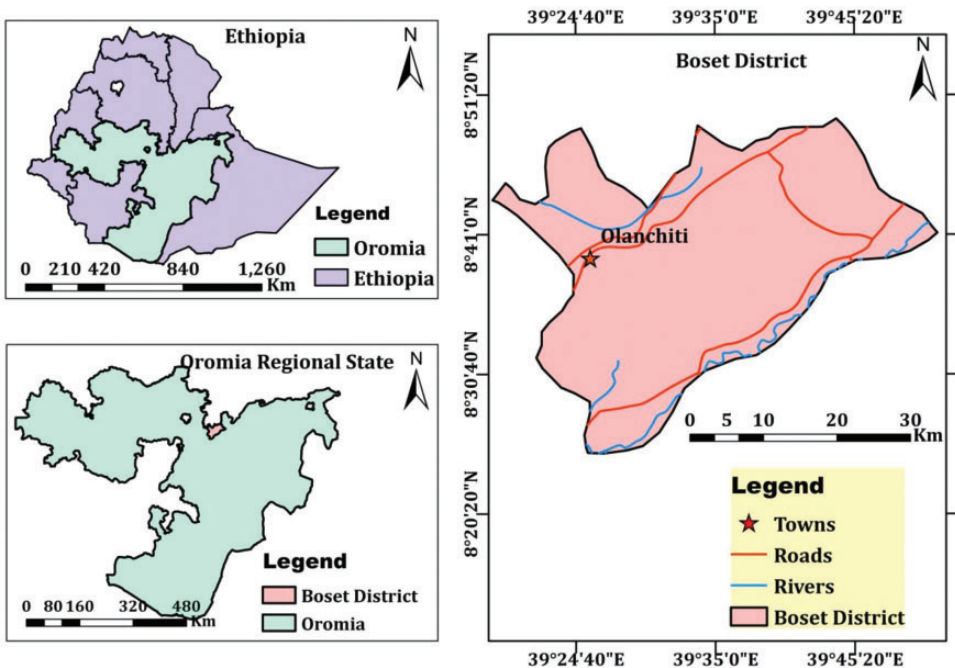 Ethiopia
N
Legend
Oromia
Ethiopia
0 210 420 840 1,260
Km
Oromia Regional State
N
Legend
Boset District
Oromia
0 80 160 320 480
Km
39°24'40"E 39°35'0"E 39°45'20"E
Boset District
N
8°51'20"N
8°41'0"N
8°30'40"N
8°20'20"N
Olanchiti
0 5 10 20 30
Km
Legend
Towns
Roads
Rivers
Boset District
39°24'40"E 39°35'0"E 39°45'20"E